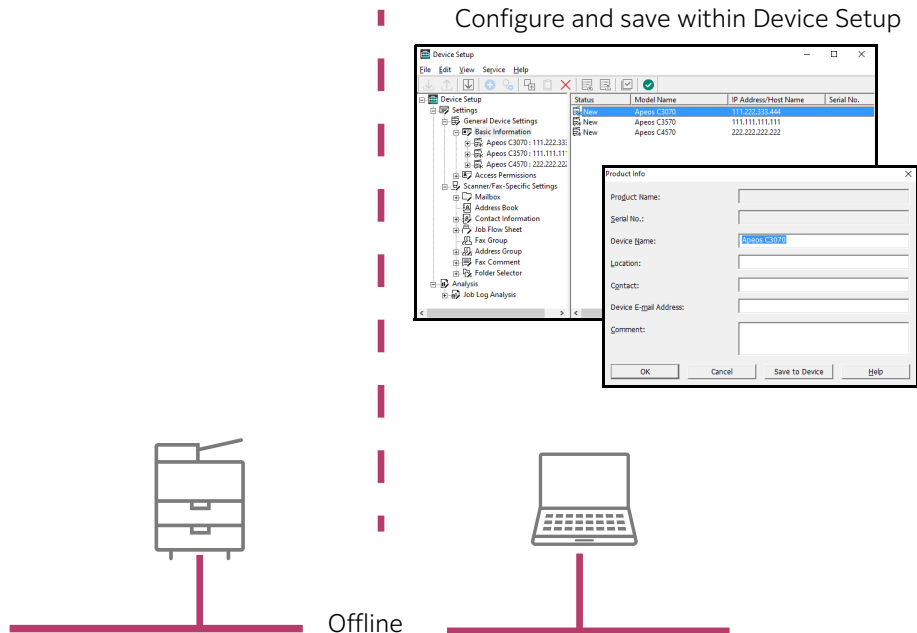 Configure and save within Device Setup
Device Setup
File Edit View Service Help
Device Setup
Settings
General Device Settings
Basic Information
Apeos C3070 : 111.222.33:
Apeos C3570 : 111.111.11
Apeos C4570 : 222.222.22
Access Permissions
Scanner/Fax-Specific Settings
Mailbox
Address Book
Contact Information
Job Flow Sheet
Fax Group
Address Group
Fax Comment
Folder Selector
Analysis
Job Log Analysis
Status Model Name IP Address/Host Name Serial No.
New Apeos C3070 111.222.333.444
New Apeos C3570 111.111.111.111
New Apeos C4570 222.222.222.222
Product Info
Product Name:
Serial No.:
Device Name: Apeos C3070
Location:
Contact:
Device E-mail Address:
Comment:
OK Cancel Save to Device Help
Offline